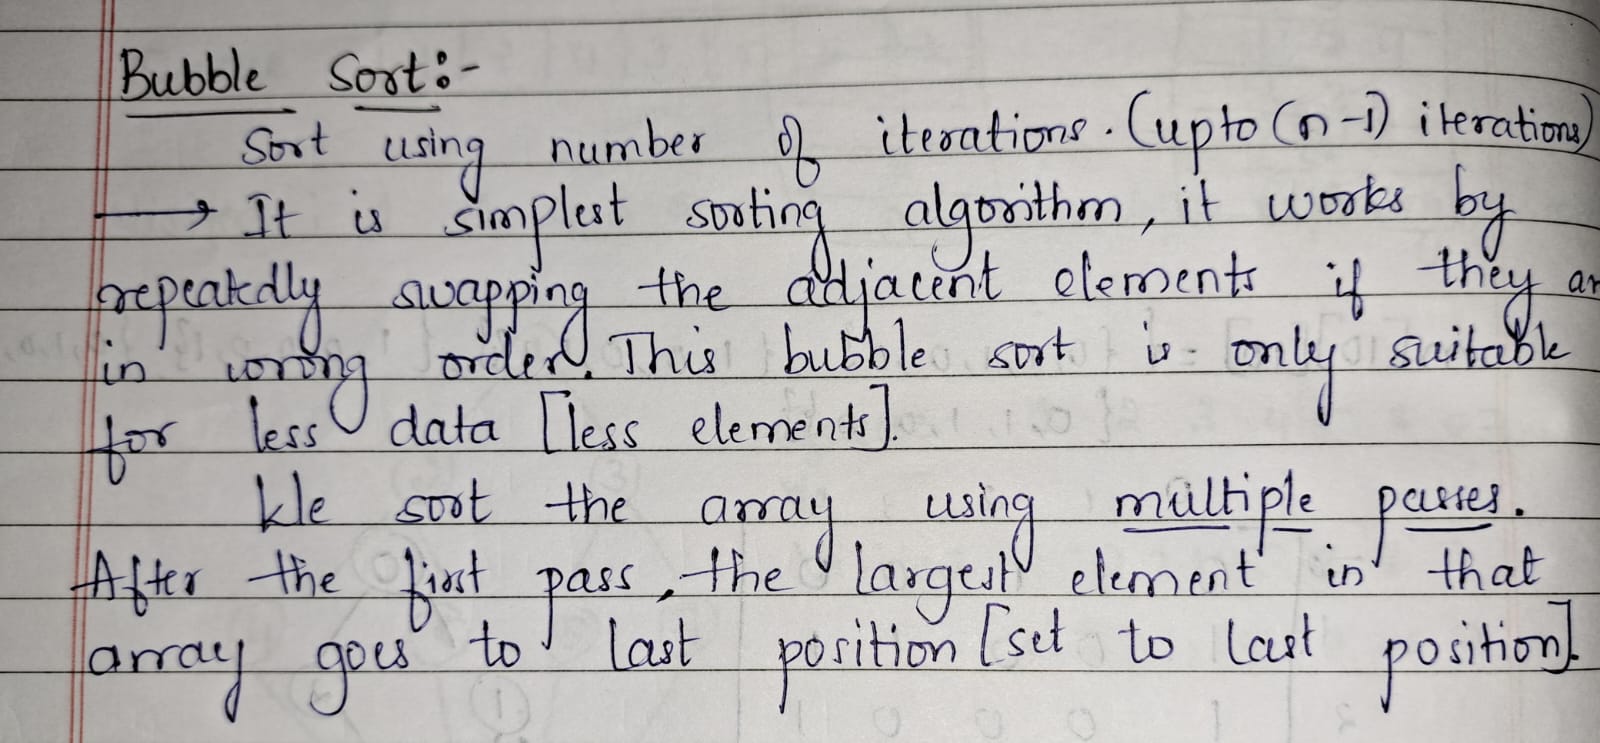 Bubble Sort:-
Sort using number of iterations. (upto (n-1) iterations)
→ It is simplest sorting algorithm, it works by
repeatedly swapping the adjacent elements if they ar
in wrong order. This bubble sort is only suitable
for less data [less elements].
We sort the array using multiple passes.
After the first pass, the largest element in that
array goes to last position [set to last position].